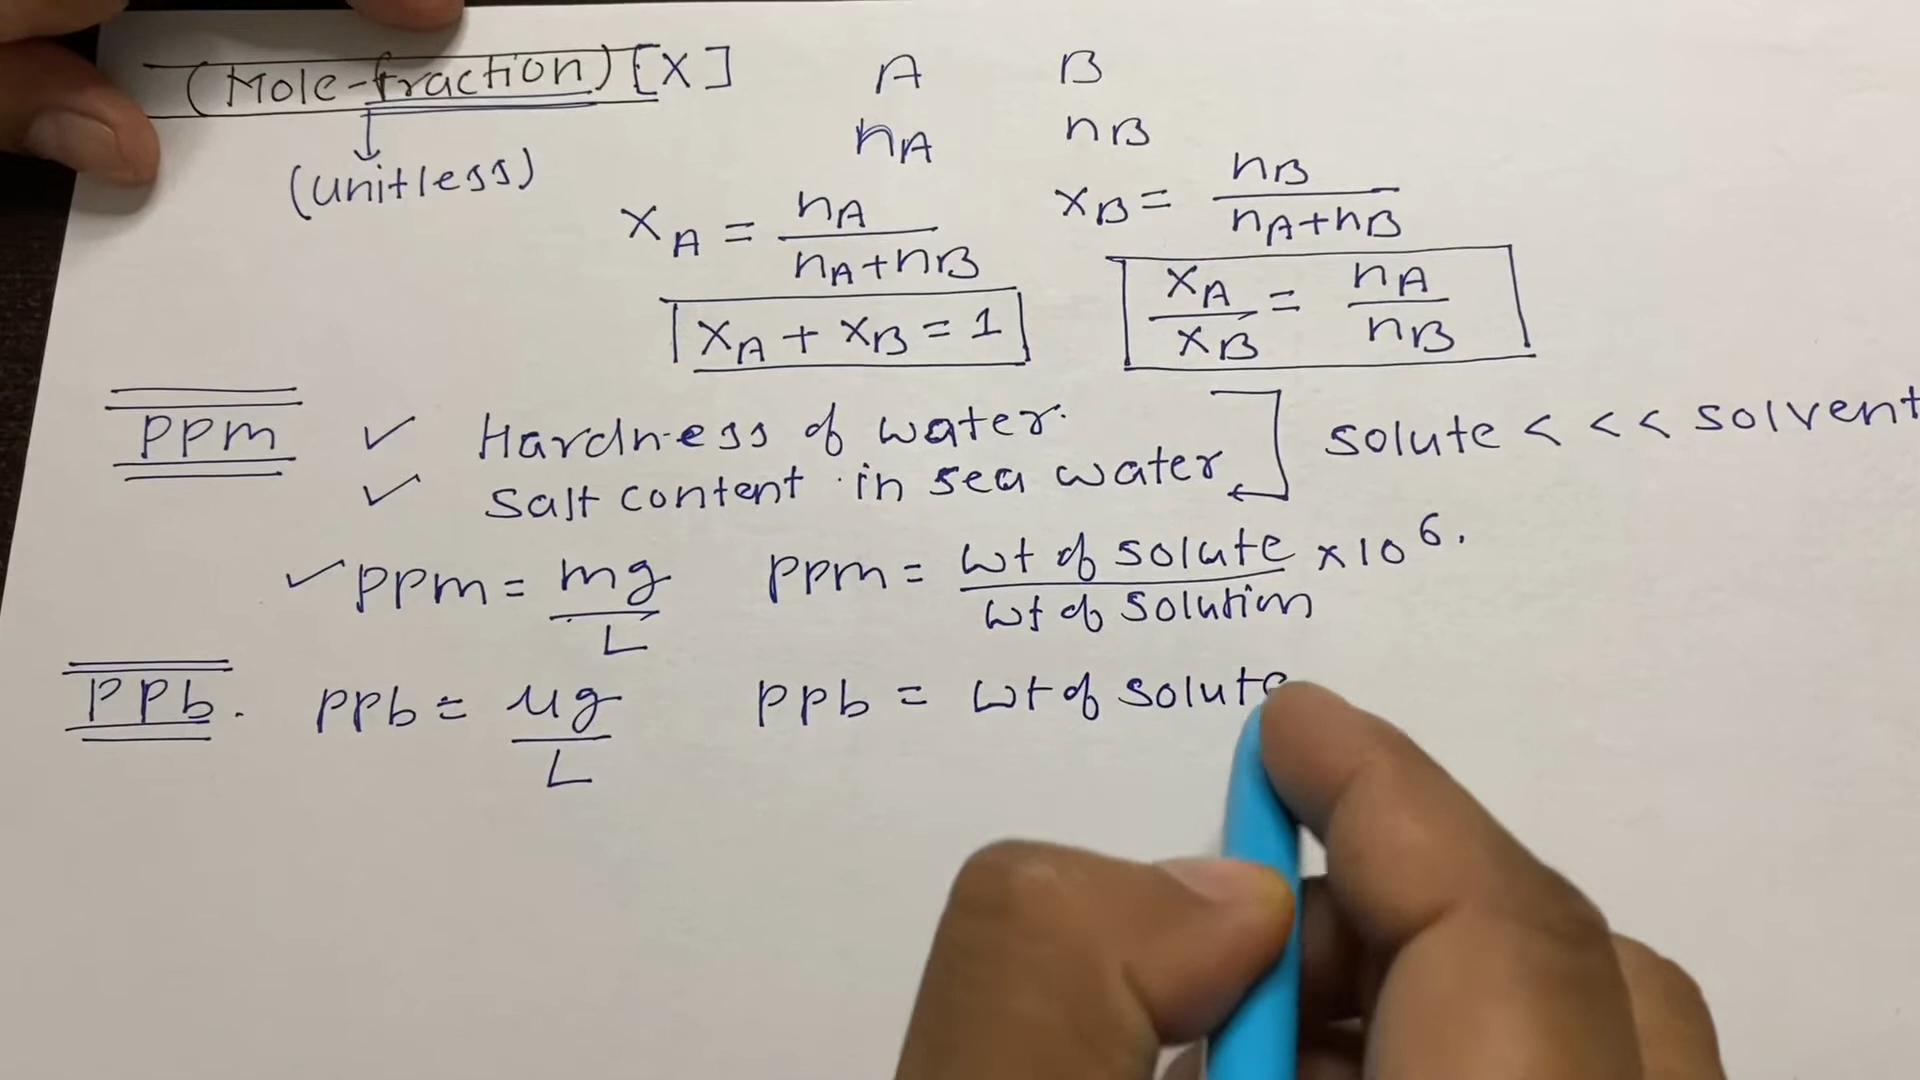 (Mole-fraction) [X] A B
(unitless) nA nB
xA = nA / nA+nB xB = nB / nA+nB
xA + xB = 1 xA / xB = nA / nB
PPm ✓ Hardness of water. solute < < < solvent
✓ Salt content in sea water
✓ PPm = mg / L PPm = wt of solute / wt of solution × 10⁶.
PPb. PPb = μg / L PPb = wt of solute